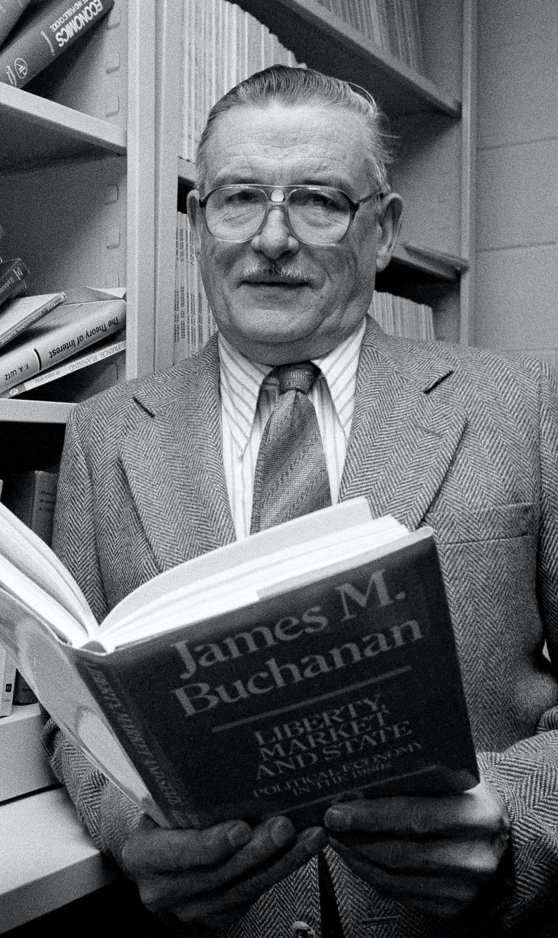 ECONOMICS
The Theory of Interest
F. A. LUTZ
James M.
Buchanan
LIBERTY,
MARKET
AND STATE
POLITICAL ECONOMY
IN THE 1980s